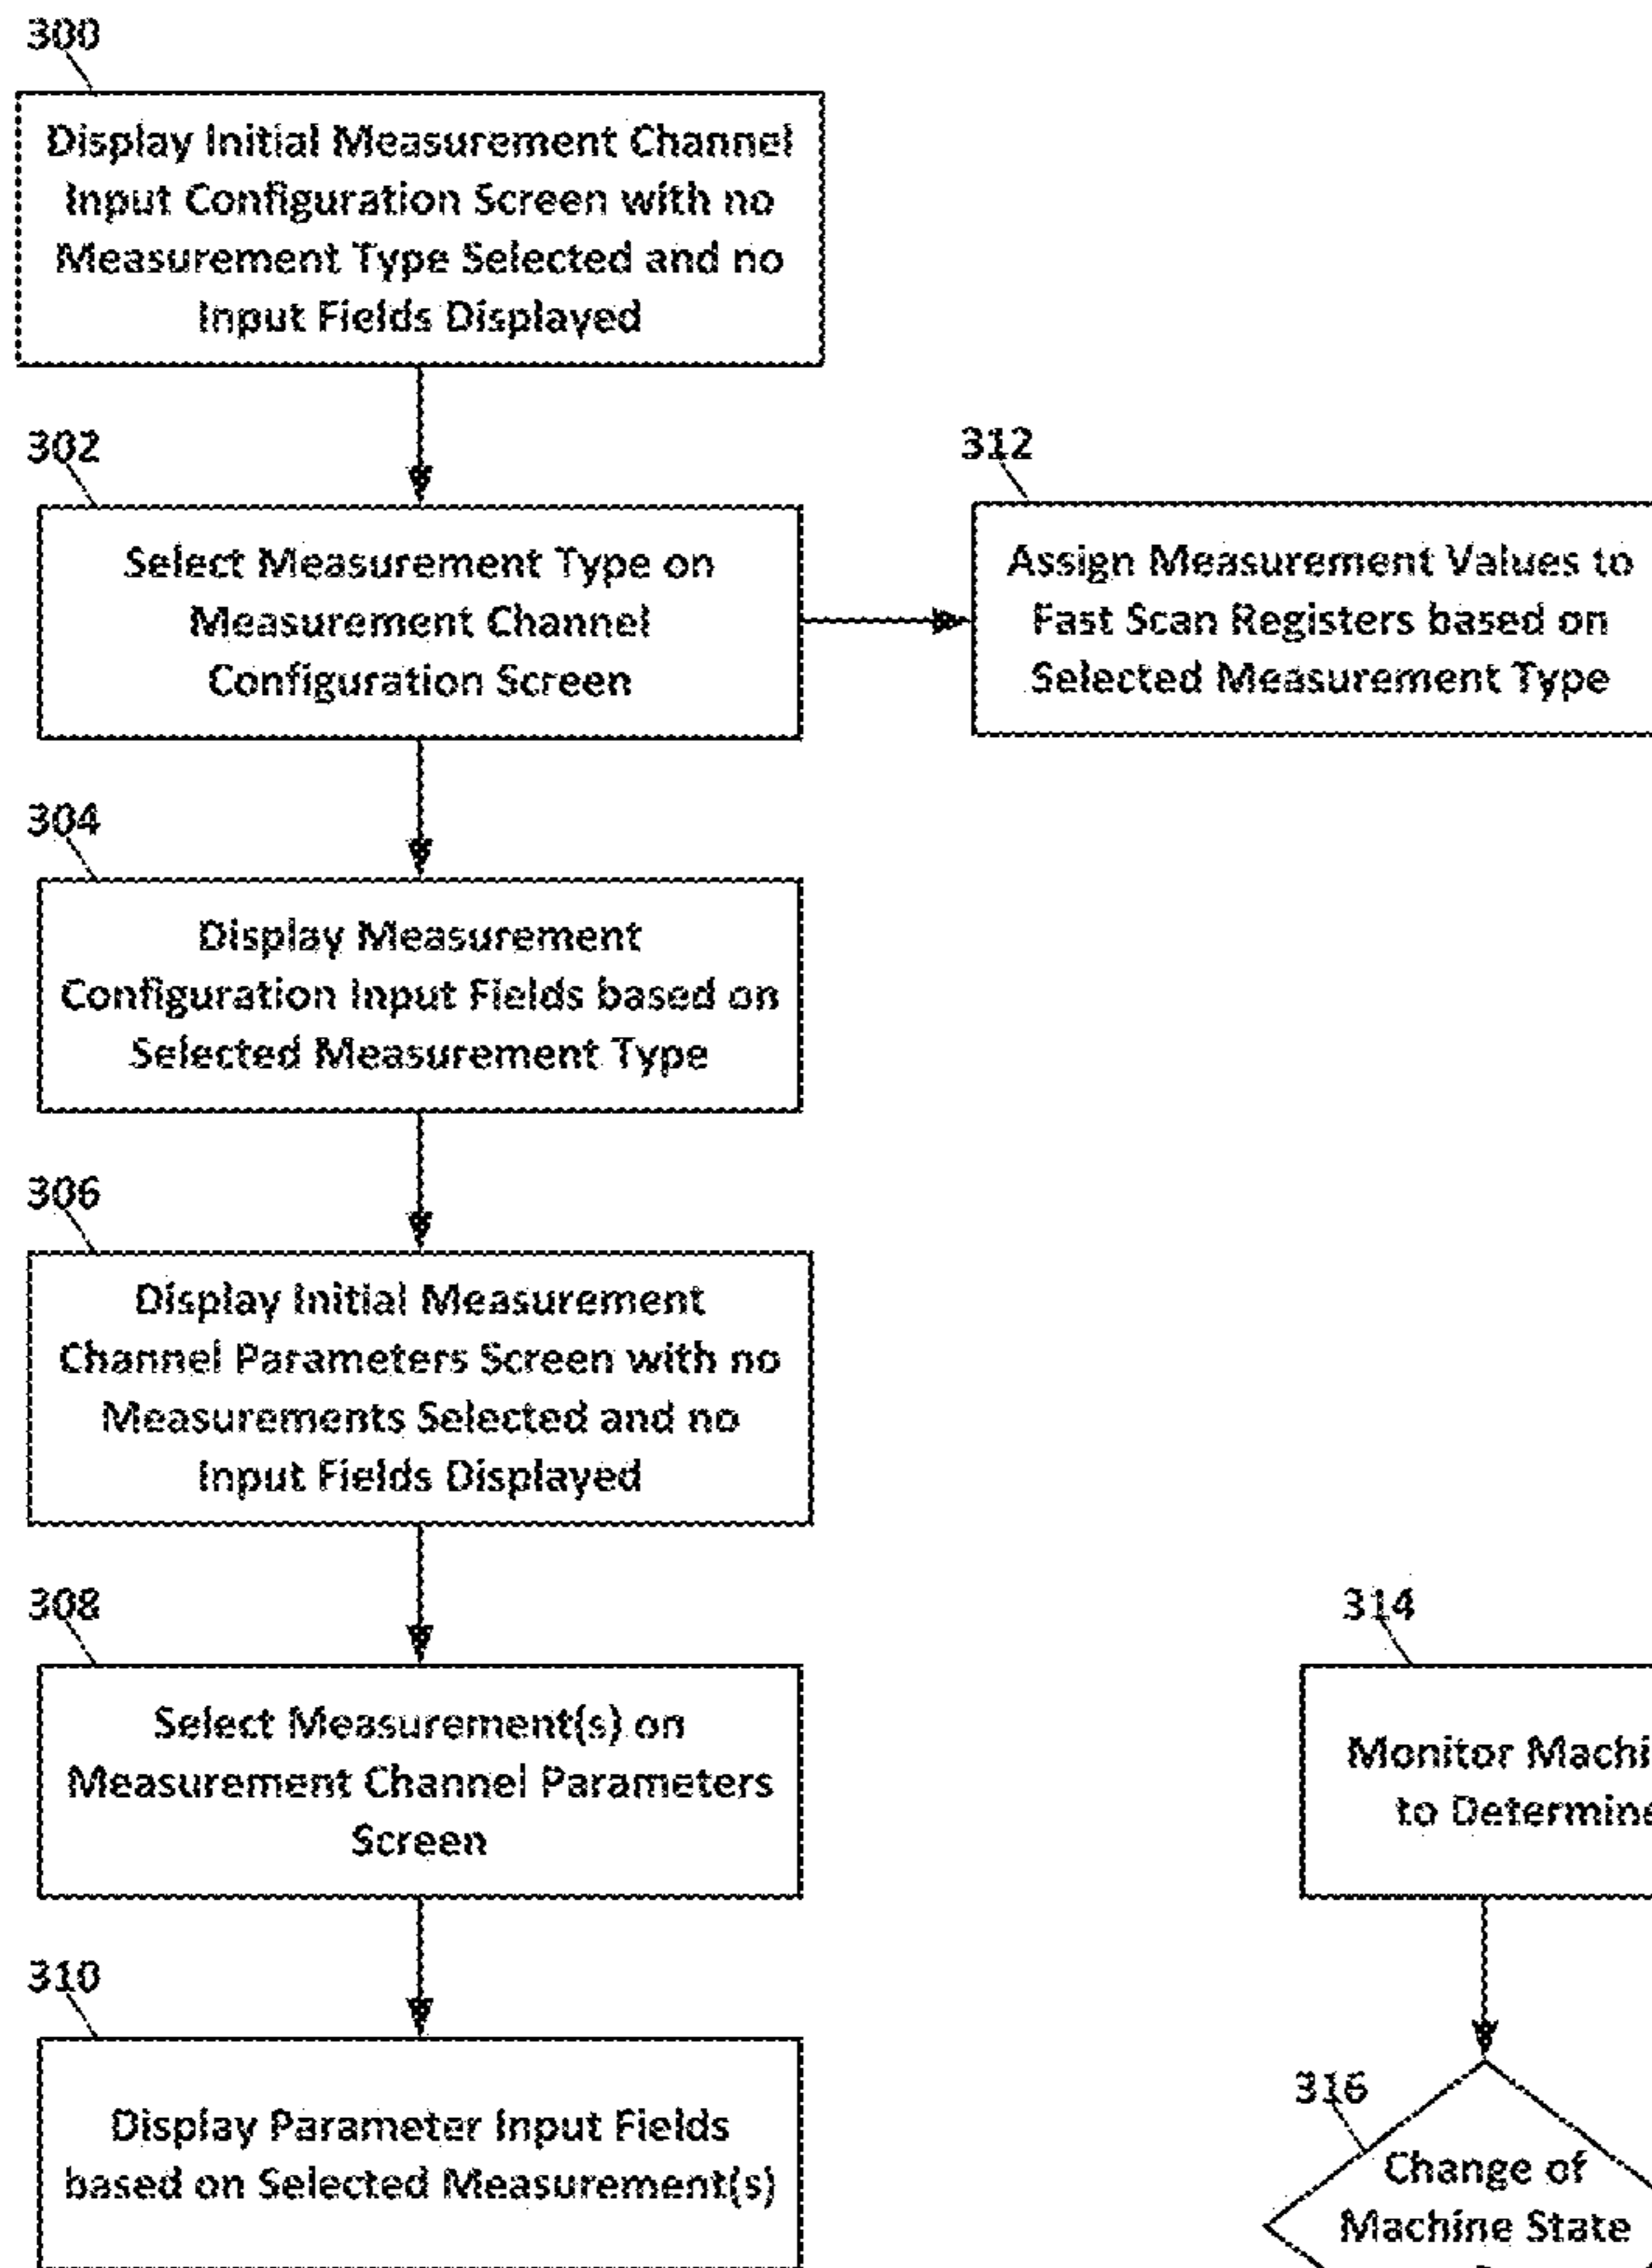 300
Display Initial Measurement Channel
Input Configuration Screen with no
Measurement Type Selected and no
Input Fields Displayed
302
Select Measurement Type on
Measurement Channel
Configuration Screen
312
Assign Measurement Values to
Fast Scan Registers based on
Selected Measurement Type
304
Display Measurement
Configuration Input Fields based on
Selected Measurement Type
306
Display Initial Measurement
Channel Parameters Screen with no
Measurements Selected and no
Input Fields Displayed
308
Select Measurement(s) on
Measurement Channel Parameters
Screen
310
Display Parameter Input Fields
based on Selected Measurement(s)
314
Monitor
to
316
Change of
Machine State